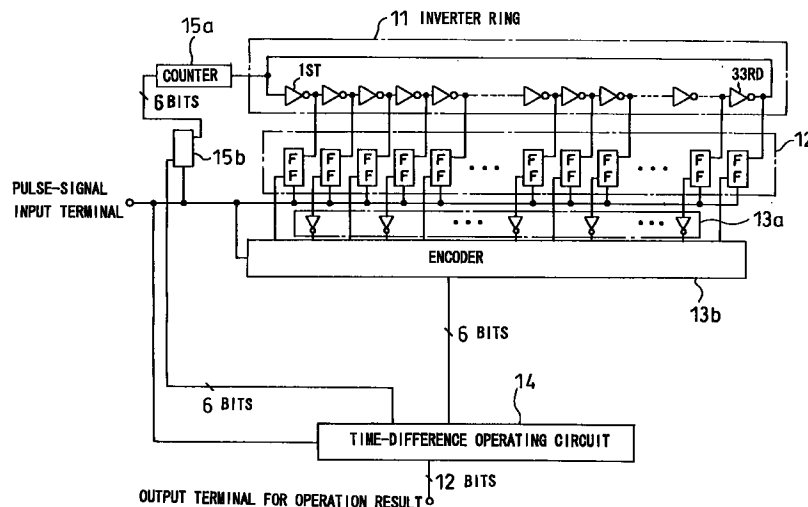 15a
11 INVERTER RING
COUNTER
1ST
33RD
6 BITS
15b
12
F F F F F F F F F F
F F F F F F F F F F
PULSE-SIGNAL
INPUT TERMINAL
13a
ENCODER
13b
6 BITS
6 BITS
14
TIME-DIFFERENCE OPERATING CIRCUIT
12 BITS
OUTPUT TERMINAL FOR OPERATION RESULT